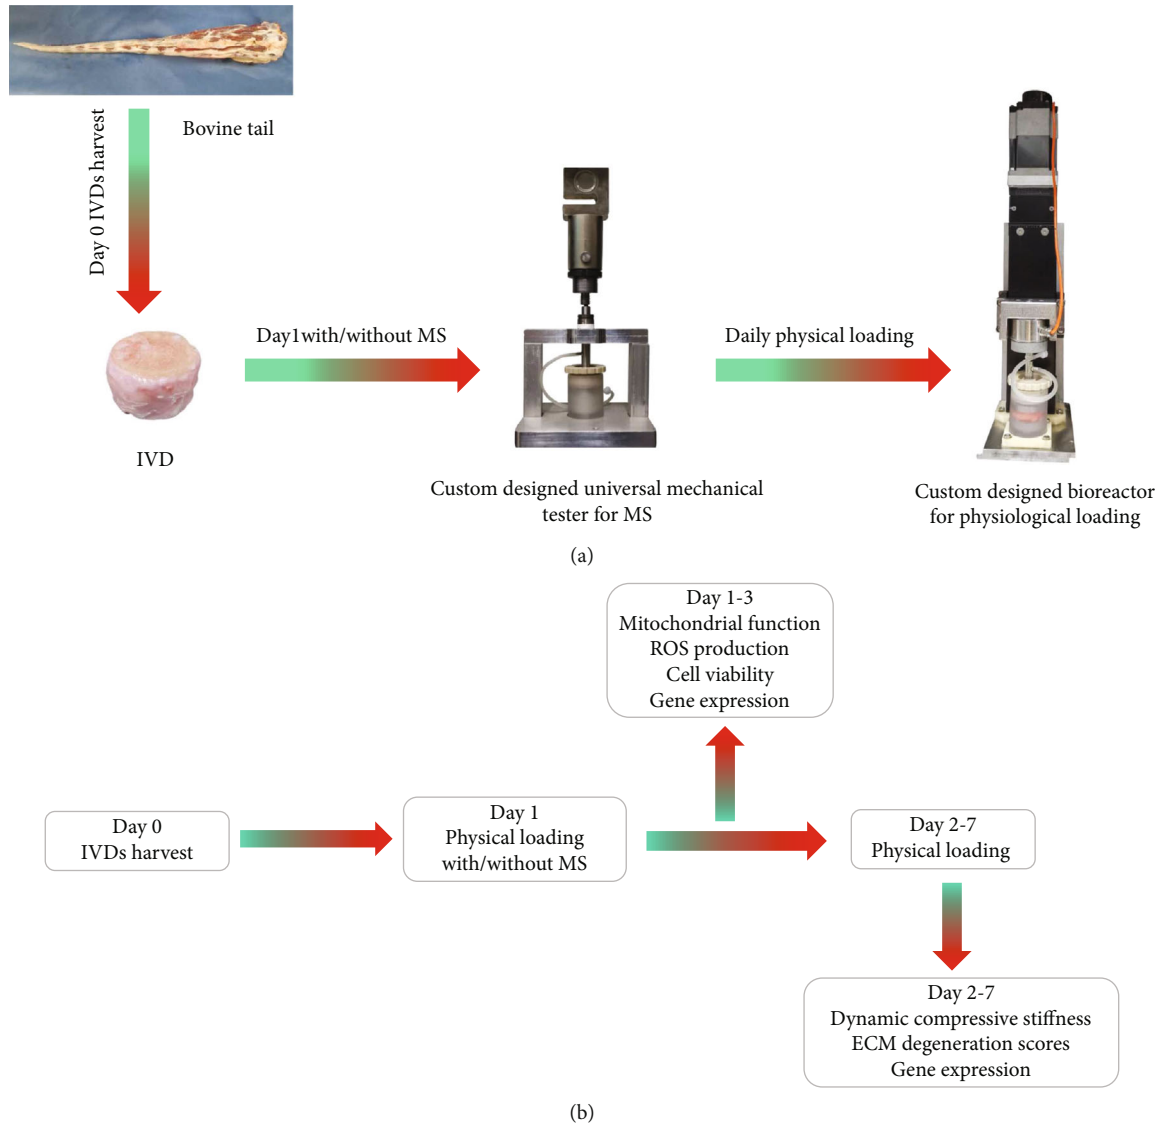 Bovine tail
Day 0 IVDs harvest
IVD
Day1with/without MS
Custom designed universal mechanical
tester for MS
Daily physical loading
Custom designed bioreactor
for physiological loading
(a)
Day 1-3
Mitochondrial function
ROS production
Cell viability
Gene expression
Day 0
IVDs harvest
Day 1
Physical loading
with/without MS
Day 2-7
Physical loading
Day 2-7
Dynamic compressive stiffness
ECM degeneration scores
Gene expression
(b)